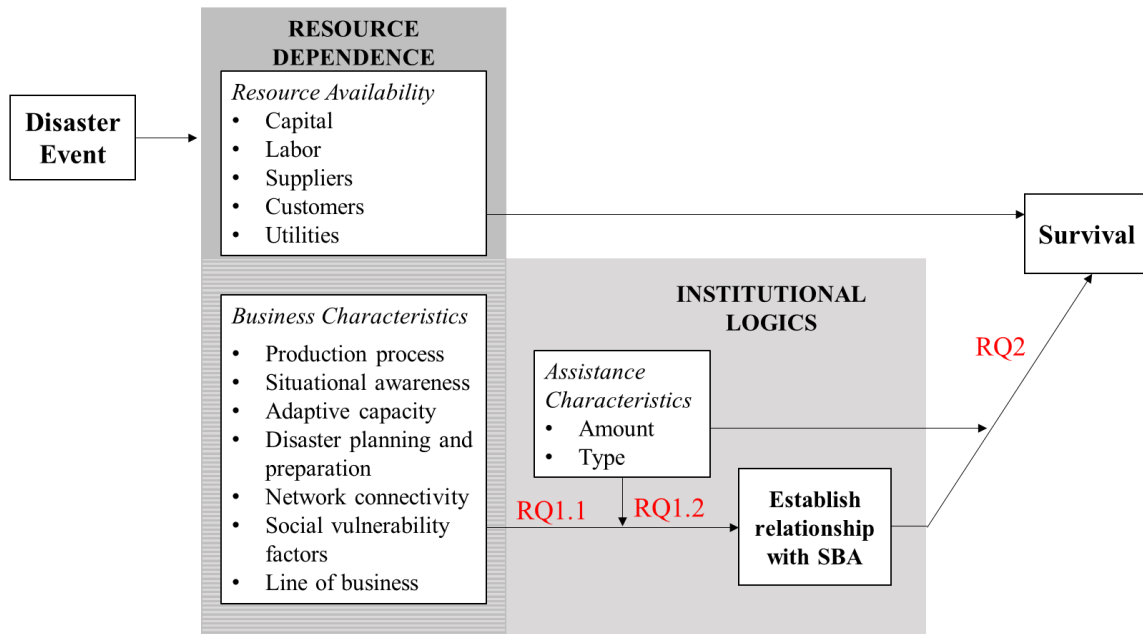 RESOURCE
DEPENDENCE
Resource Availability
• Capital
• Labor
• Suppliers
• Customers
• Utilities
Disaster
Event
Survival
Business Characteristics
• Production process
• Situational awareness
• Adaptive capacity
• Disaster planning and
preparation
• Network connectivity
• Social vulnerability
factors
• Line of business
INSTITUTIONAL
LOGICS
Assistance
Characteristics
• Amount
• Type
RQ1.1
RQ1.2
Establish
relationship
with SBA
RQ2